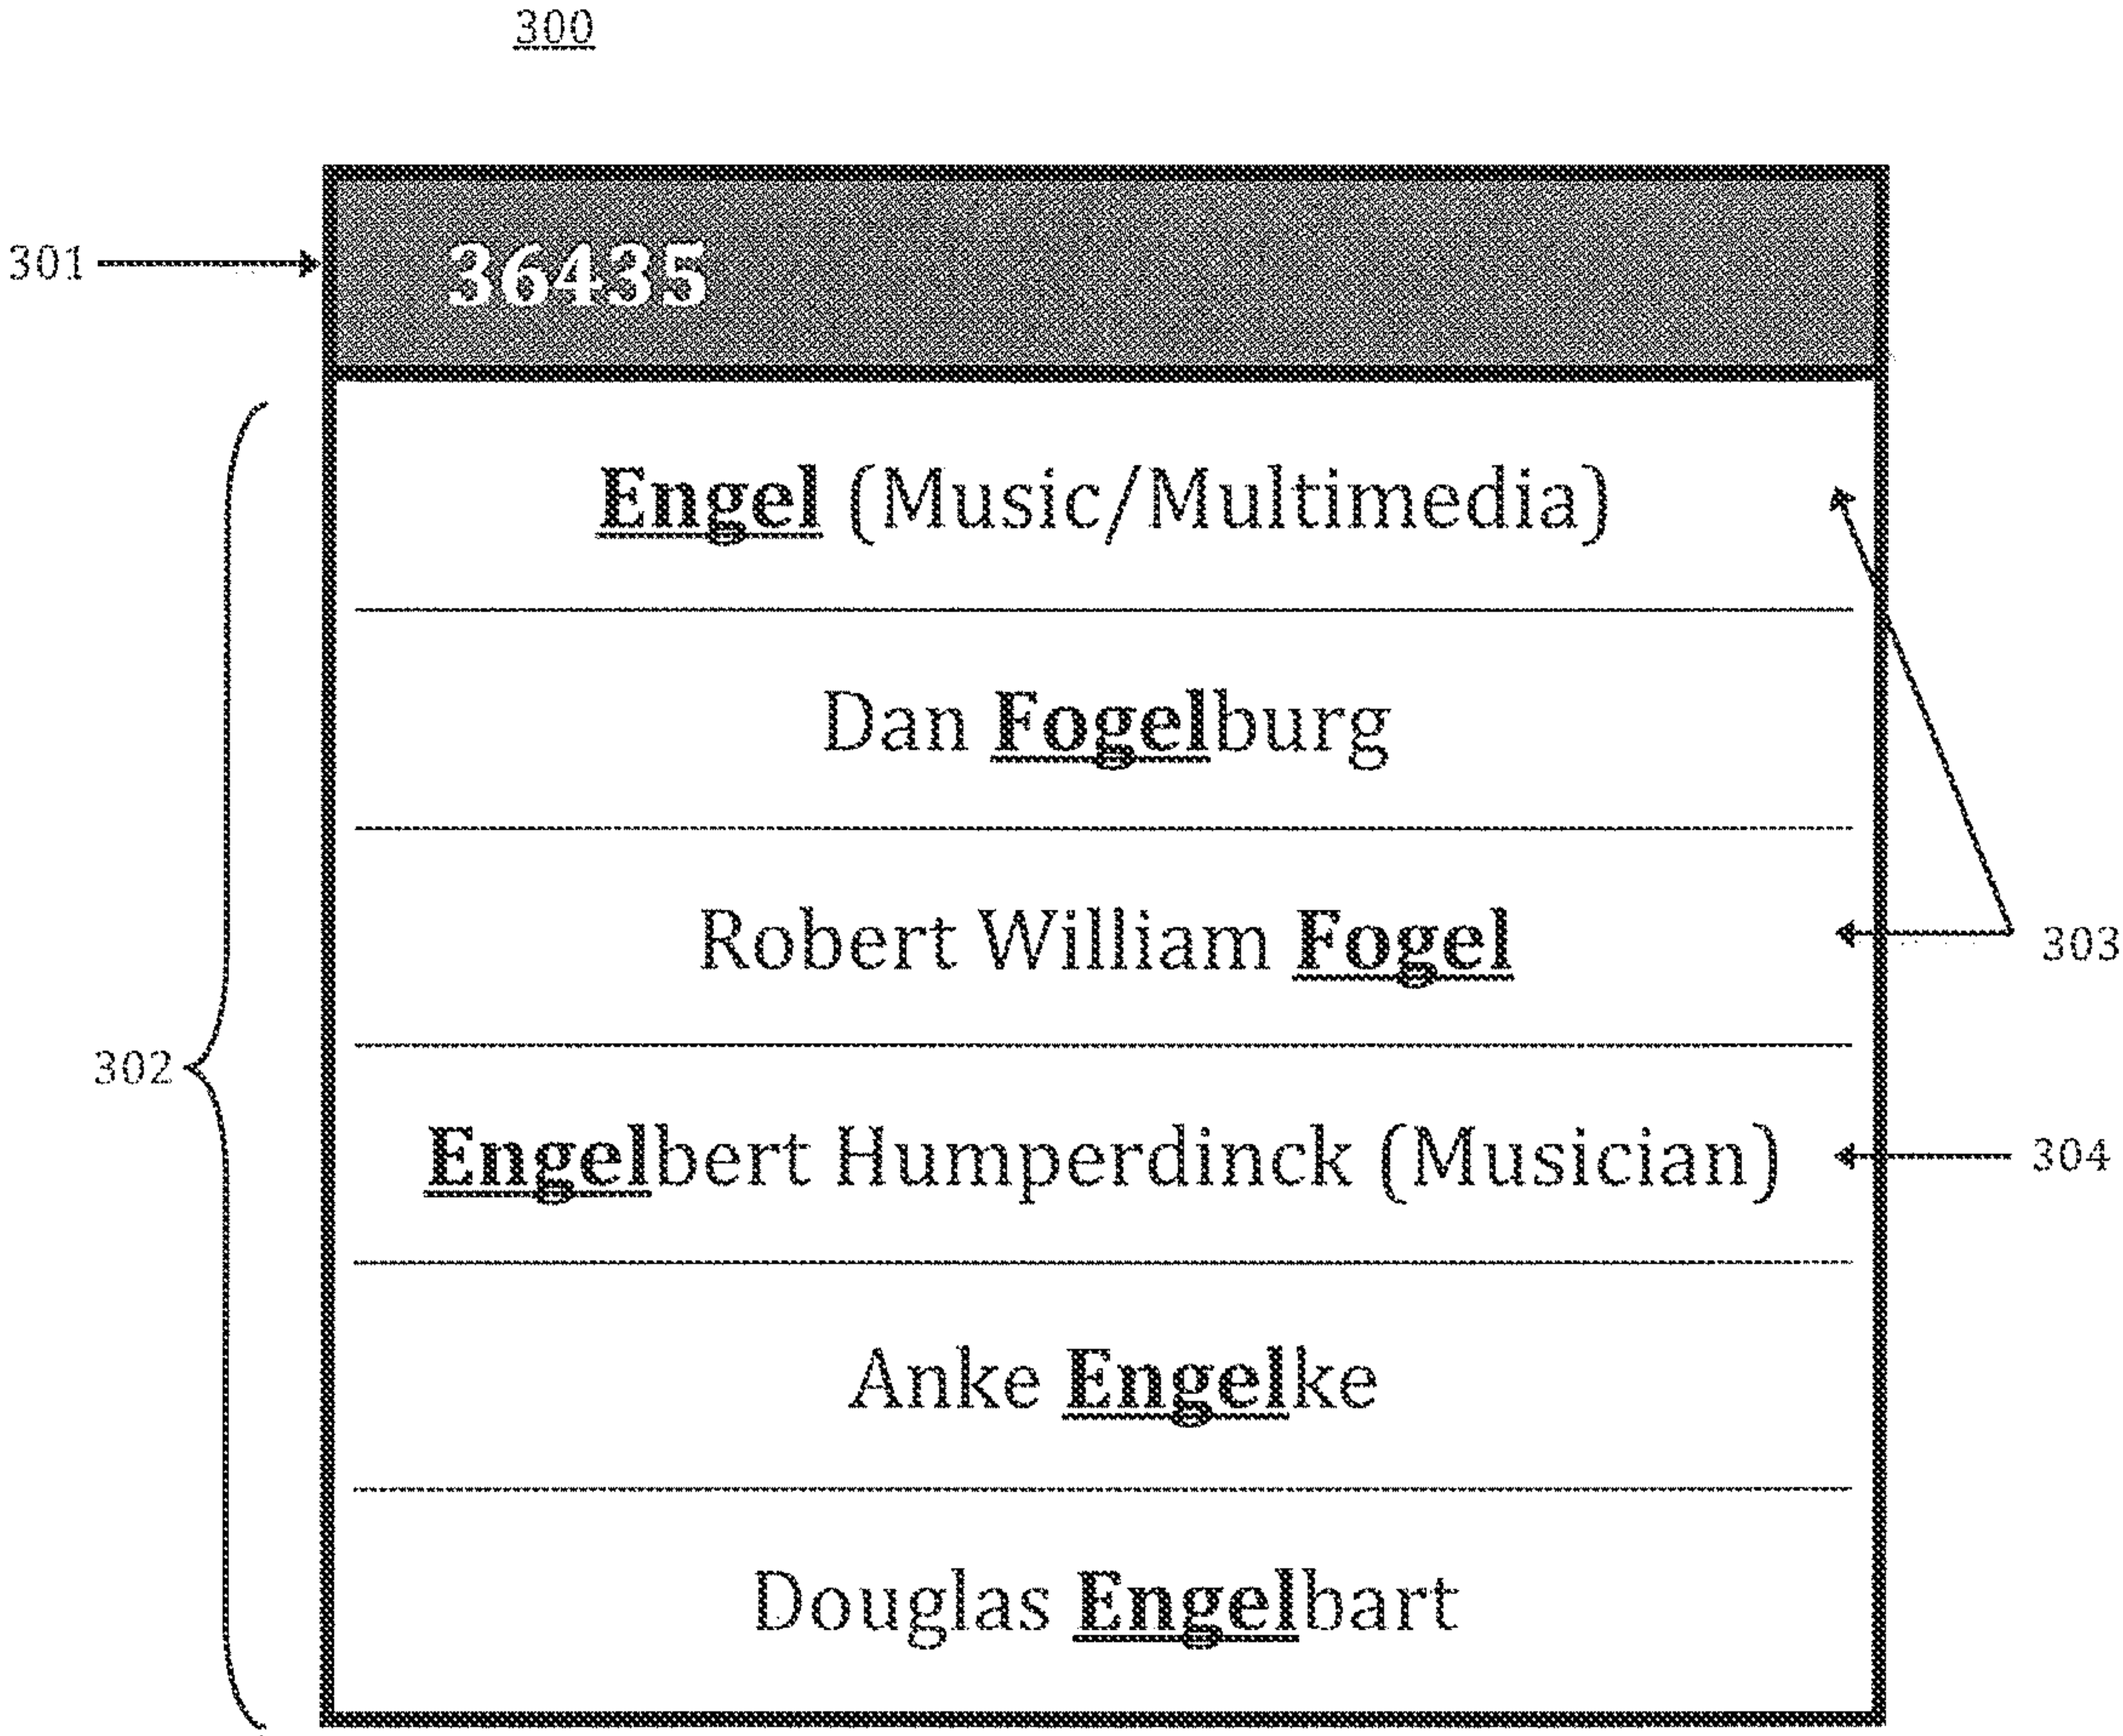 300
301
36435
Engel (Music/Multimedia)
Dan Fogelburg
Robert William Fogel
303
302
Engelbert Humperdinck (Musician)
304
Anke Engelke
Douglas Engelbart